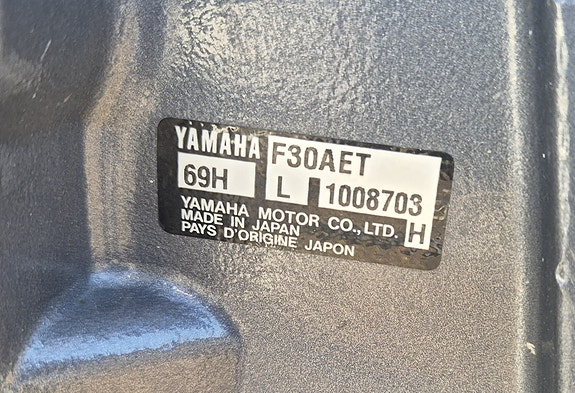 YAMAHA F30AET
69H L 1008703
YAMAHA MOTOR CO., LTD. H
MADE IN JAPAN
PAYS D'ORIGINE JAPON